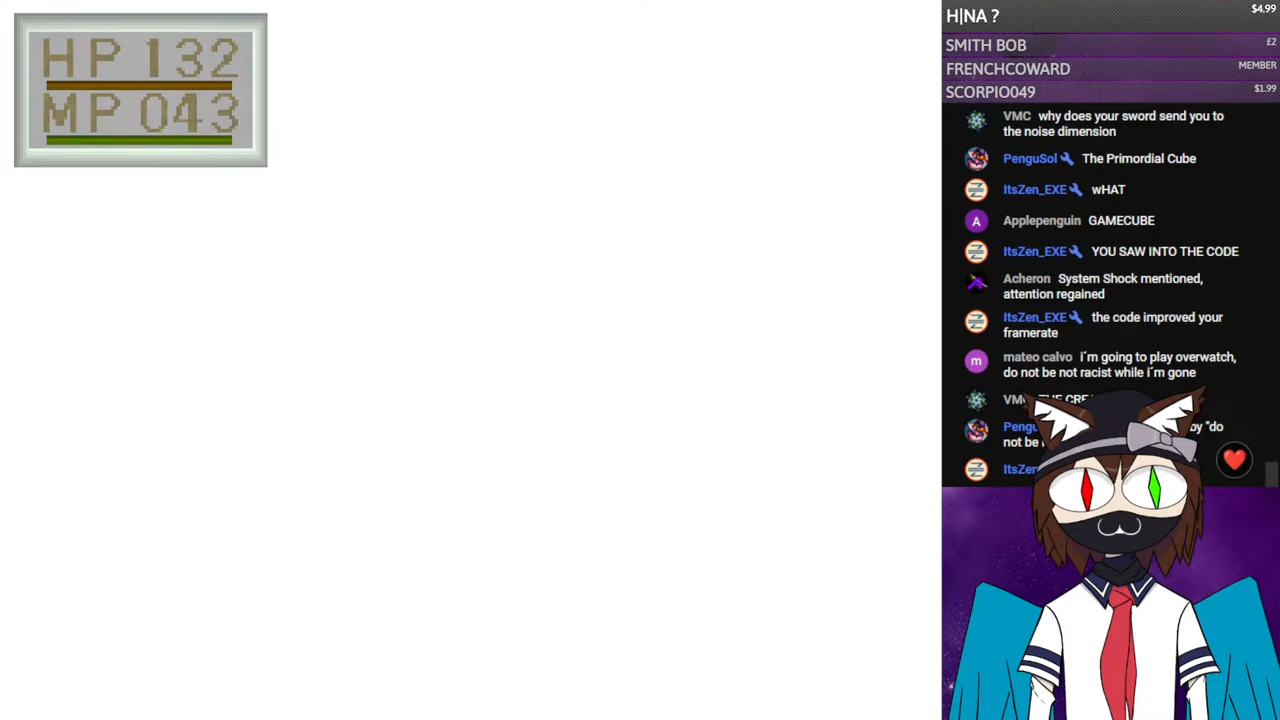 HP 132
MP 043
H|NA ?
$4.99
SMITH BOB
£2
FRENCHCOWARD
MEMBER
SCORPIO049
$1.99
VMC why does your sword send you to
the noise dimension
PenguSol The Primordial Cube
ItsZen_EXE wHAT
A
Applepenguin GAMECUBE
ItsZen_EXE YOU SAW INTO THE CODE
Acheron System Shock mentioned,
attention regained
ItsZen_EXE the code improved your
framerate
m
mateo calvo i´m going to play overwatch,
do not be not racist while i´m gone
VMC THE
by "do
not be